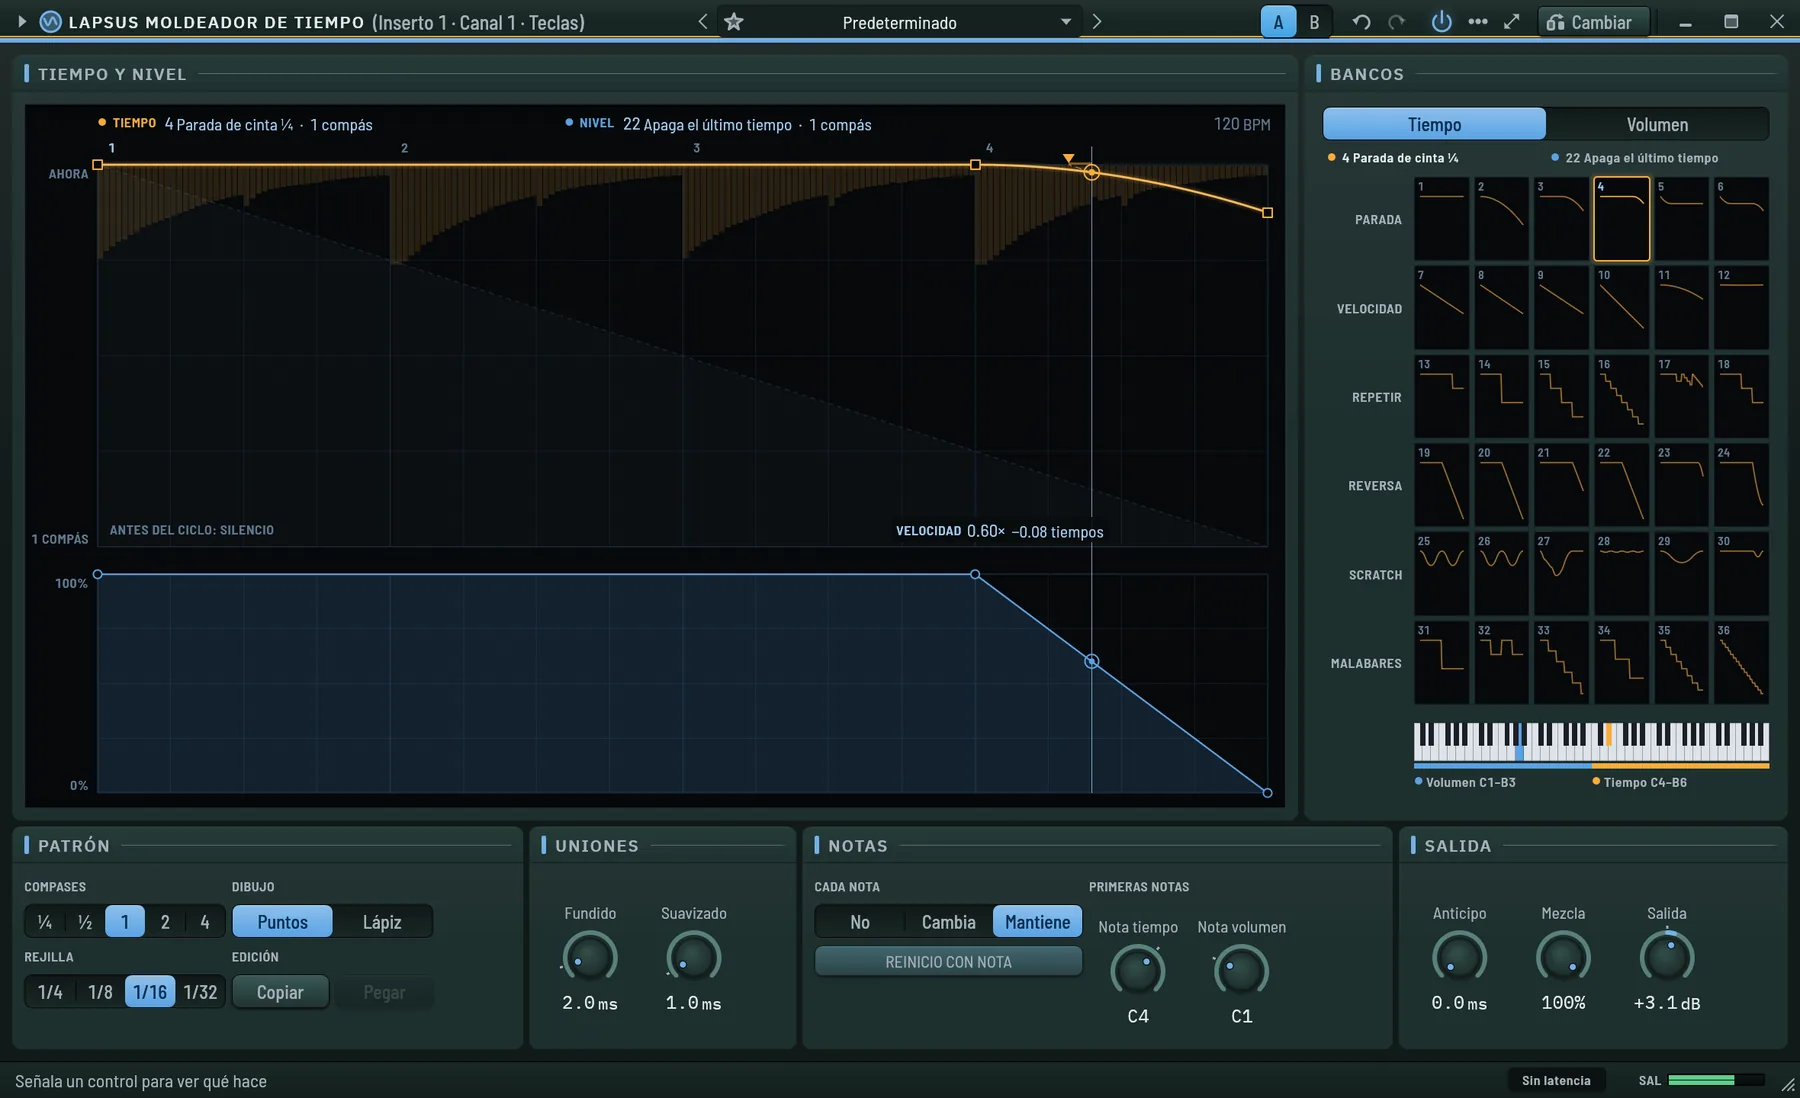 LAPSUS MOLDEADOR DE TIEMPO (Inserto 1 · Canal 1 · Teclas)
Predeterminado
A B
Cambiar
TIEMPO Y NIVEL
TIEMPO 4 Parada de cinta ¼ · 1 compás
NIVEL 22 Apaga el último tiempo · 1 compás
120 BPM
1 2 3 4
AHORA
ANTES DEL CICLO: SILENCIO
VELOCIDAD 0.60× −0.08 tiempos
1 COMPÁS
100%
0%
BANCOS
Tiempo Volumen
4 Parada de cinta ¼
22 Apaga el último tiempo
PARADA 1 2 3 4 5 6
VELOCIDAD 7 8 9 10 11 12
REPETIR 13 14 15 16 17 18
REVERSA 19 20 21 22 23 24
SCRATCH 25 26 27 28 29 30
MALABARES 31 32 33 34 35 36
Volumen C1–B3 Tiempo C4–B6
PATRÓN
COMPASES DIBUJO
¼ ½ 1 2 4 Puntos Lápiz
REJILLA EDICIÓN
1/4 1/8 1/16 1/32 Copiar Pegar
UNIONES
Fundido Suavizado
2.0 ms 1.0 ms
NOTAS
CADA NOTA PRIMERAS NOTAS
No Cambia Mantiene
REINICIO CON NOTA
Nota tiempo Nota volumen
C4 C1
SALIDA
Anticipo Mezcla Salida
0.0 ms 100% +3.1 dB
Señala un control para ver qué hace
Sin latencia
SAL